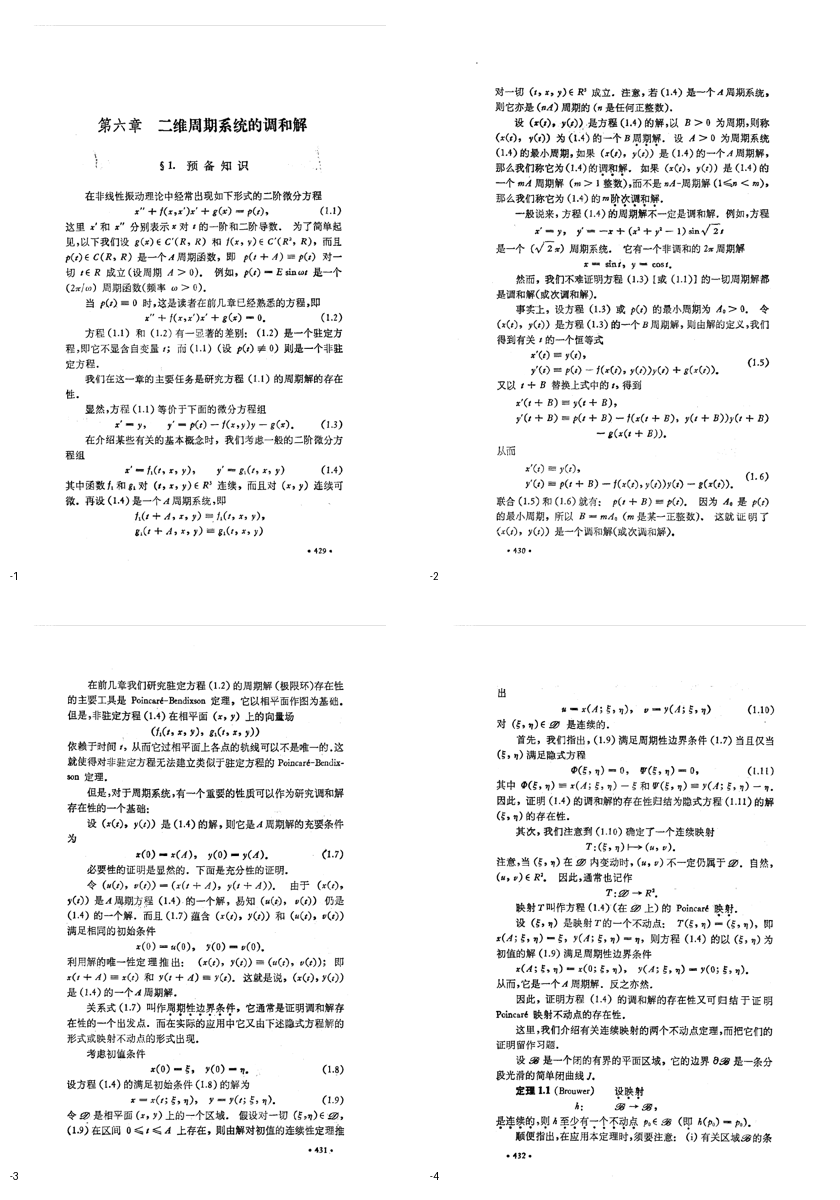 第六章 二维周期系统的调和解
§1. 预备知识
在非线性振动理论中经常出现如下形式的二阶微分方程
x″ + f(x,x′)x′ + g(x) = p(t), (1.1)
这里 x′ 和 x″ 分别表示 x 对 t 的一阶和二阶导数. 为了简单起
见,以下我们设 g(x)∈C′(R, R) 和 f(x, y)∈C′(R², R), 而且
p(t)∈C(R, R) 是一个 A 周期函数, 即 p(t + A) ≡ p(t) 对一
切 t∈R 成立(设周期 A > 0). 例如, p(t) = E sin ωt 是一个
(2π/ω) 周期函数(频率 ω > 0).
当 p(t) ≡ 0 时,这是读者在前几章已经熟悉的方程,即
x″ + f(x,x′)x′ + g(x) = 0. (1.2)
方程(1.1) 和 (1.2) 有一显著的差别: (1.2) 是一个驻定方
程,即它不显含自变量 t; 而 (1.1) (设 p(t) ≢ 0) 则是一个非驻
定方程.
我们在这一章的主要任务是研究方程 (1.1) 的周期解的存在
性.
显然,方程 (1.1) 等价于下面的微分方程组
x′ = y, y′ = p(t) − f(x,y)y − g(x). (1.3)
在介绍某些有关的基本概念时, 我们考虑一般的二阶微分方
程组
x′ = f₁(t, x, y), y′ = g₁(t, x, y) (1.4)
其中函数 f₁ 和 g₁ 对 (t, x, y)∈R³ 连续, 而且对 (x, y) 连续可
微. 再设 (1.4) 是一个 A 周期系统,即
f₁(t + A, x, y) ≡ f₁(t, x, y),
g₁(t + A, x, y) ≡ g₁(t, x, y)
• 429 •
-1
对一切 (t, x, y)∈R³ 成立. 注意, 若 (1.4) 是一个 A 周期系统,
则它亦是 (nA) 周期的 (n 是任何正整数).
设 (x(t), y(t)) 是方程 (1.4) 的解,以 B > 0 为周期,则称
(x(t), y(t)) 为 (1.4) 的一个 B 周期解. 设 A > 0 为周期系统
(1.4) 的最小周期, 如果 (x(t), y(t)) 是 (1.4) 的一个 A 周期解,
那么我们称它为 (1.4) 的调和解. 如果 (x(t), y(t)) 是 (1.4) 的
一个 mA 周期解 (m > 1 整数),而不是 nA-周期解 (1≤n < m),
那么我们称它为 (1.4) 的 m 阶次调和解.
一般说来, 方程 (1.4) 的周期解不一定是调和解. 例如,方程
x′ = y, y′ = −x + (x² + y² − 1) sin √2 t
是一个 (√2 π) 周期系统. 它有一个非调和的 2π 周期解
x = sin t, y = cos t.
然而, 我们不难证明方程 (1.3) [或 (1.1)] 的一切周期解都
是调和解(或次调和解).
事实上, 设方程 (1.3) 或 p(t) 的最小周期为 A₀ > 0. 令
(x(t), y(t)) 是方程 (1.3) 的一个 B 周期解, 则由解的定义,我们
得到有关 t 的一个恒等式
x′(t) ≡ y(t),
y′(t) ≡ p(t) − f(x(t), y(t))y(t) + g(x(t)). (1.5)
又以 t + B 替换上式中的 t, 得到
x′(t + B) ≡ y(t + B),
y′(t + B) ≡ p(t + B) − f(x(t + B), y(t + B))y(t + B)
− g(x(t + B)).
从而
x′(t) ≡ y(t),
y′(t) ≡ p(t + B) − f(x(t), y(t))y(t) − g(x(t)). (1.6)
联合 (1.5) 和 (1.6) 就有: p(t + B) ≡ p(t). 因为 A₀ 是 p(t)
的最小周期, 所以 B = mA₀ (m 是某一正整数). 这就证明了
(x(t), y(t)) 是一个调和解(或次调和解).
• 430 •
-2
在前几章我们研究驻定方程 (1.2) 的周期解 (极限环)存在性
的主要工具是 Poincaré-Bendixson 定理, 它以相平面作图为基础.
但是,非驻定方程 (1.4) 在相平面 (x, y) 上的向量场
(f₁(t, x, y), g₁(t, x, y))
依赖于时间 t, 从而它过相平面上各点的轨线可以不是唯一的. 这
就使得对非驻定方程无法建立类似于驻定方程的 Poincaré-Bendix-
son 定理.
但是,对于周期系统,有一个重要的性质可以作为研究调和解
存在性的一个基础:
设 (x(t), y(t)) 是 (1.4) 的解, 则它是 A 周期解的充要条件
为
x(0) = x(A), y(0) = y(A). (1.7)
必要性的证明是显然的. 下面是充分性的证明.
令 (u(t), v(t)) = (x(t + A), y(t + A)). 由于 (x(t),
y(t)) 是 A 周期方程 (1.4) 的一个解, 易知 (u(t), v(t)) 仍是
(1.4) 的一个解. 而且 (1.7) 蕴含 (x(t), y(t)) 和 (u(t), v(t))
满足相同的初始条件
x(0) = u(0), y(0) = v(0).
利用解的唯一性定理推出: (x(t), y(t)) ≡ (u(t), v(t)); 即
x(t + A) ≡ x(t) 和 y(t + A) ≡ y(t). 这就是说, (x(t), y(t))
是 (1.4) 的一个 A 周期解.
关系式 (1.7) 叫作周期性边界条件, 它通常是证明调和解存
在性的一个出发点. 而在实际的应用中它又由下述隐式方程解的
形式或映射不动点的形式出现.
考虑初值条件
x(0) = ξ, y(0) = η. (1.8)
设方程 (1.4) 的满足初始条件 (1.8) 的解为
x = x(t; ξ, η), y = y(t; ξ, η). (1.9)
令 𝒟 是相平面 (x, y) 上的一个区域. 假设对一切 (ξ,η)∈𝒟,
(1.9) 在区间 0≤t≤A 上存在, 则由解对初值的连续性定理推
• 431 •
-3
出
u = x(A; ξ, η), v = y(A; ξ, η) (1.10)
对 (ξ, η)∈𝒟 是连续的.
首先, 我们指出, (1.9) 满足周期性边界条件 (1.7) 当且仅当
(ξ, η) 满足隐式方程
Φ(ξ, η) = 0, Ψ(ξ, η) = 0, (1.11)
其中 Φ(ξ, η) ≡ x(A; ξ, η) − ξ 和 Ψ(ξ, η) ≡ y(A; ξ, η) − η.
因此, 证明 (1.4) 的调和解的存在性归结为隐式方程 (1.11) 的解
(ξ, η) 的存在性.
其次, 我们注意到 (1.10) 确定了一个连续映射
T: (ξ, η) ⟼ (u, v).
注意,当 (ξ, η) 在 𝒟 内变动时, (u, v) 不一定仍属于 𝒟. 自然,
(u, v)∈R². 因此,通常也记作
T: 𝒟 → R².
映射 T 叫作方程 (1.4) (在 𝒟 上) 的 Poincaré 映射.
设 (ξ, η) 是映射 T 的一个不动点: T(ξ, η) = (ξ, η), 即
x(A; ξ, η) = ξ, y(A; ξ, η) = η, 则方程 (1.4) 的以 (ξ, η) 为
初值的解 (1.9) 满足周期边界条件
x(A; ξ, η) = x(0; ξ, η), y(A; ξ, η) = y(0; ξ, η).
从而,它是一个 A 周期解. 反之亦然.
因此, 证明方程 (1.4) 的调和解的存在性又可归结于证明
Poincaré 映射不动点的存在性.
这里,我们介绍有关连续映射的两个不动点定理,而把它们的
证明留作习题.
设 ℬ 是一个闭的有界的平面区域, 它的边界 ∂ℬ 是一条分
段光滑的简单闭曲线 J.
定理 1.1 (Brouwer) 设映射
h: ℬ → ℬ,
是连续的,则 h 至少有一个不动点 p₀∈ℬ (即 h(p₀) = p₀).
顺便指出,在应用本定理时,须要注意: (i) 有关区域 ℬ 的条
• 432 •
-4